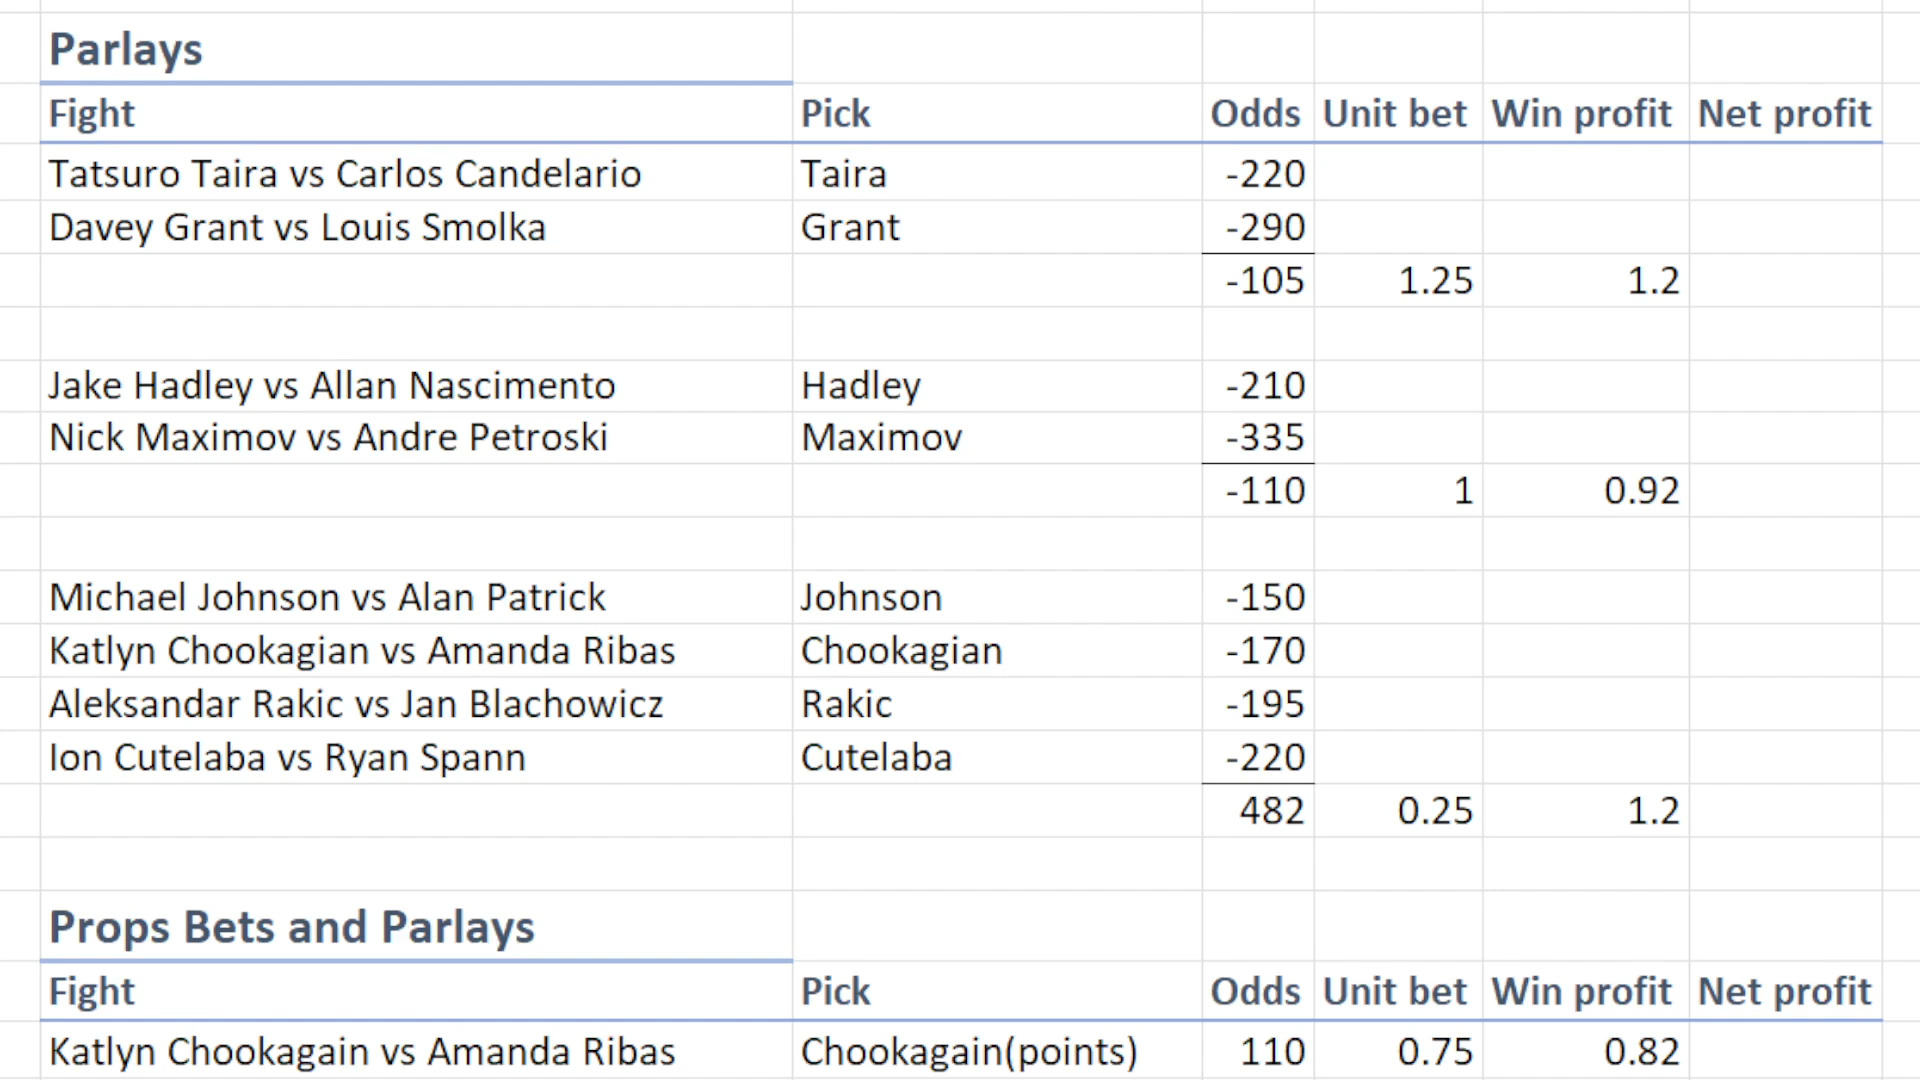 Parlays
Fight Pick Odds Unit bet Win profit Net profit
Tatsuro Taira vs Carlos Candelario Taira -220
Davey Grant vs Louis Smolka Grant -290
-105 1.25 1.2
Jake Hadley vs Allan Nascimento Hadley -210
Nick Maximov vs Andre Petroski Maximov -335
-110 1 0.92
Michael Johnson vs Alan Patrick Johnson -150
Katlyn Chookagian vs Amanda Ribas Chookagian -170
Aleksandar Rakic vs Jan Blachowicz Rakic -195
Ion Cutelaba vs Ryan Spann Cutelaba -220
482 0.25 1.2
Props Bets and Parlays
Fight Pick Odds Unit bet Win profit Net profit
Katlyn Chookagain vs Amanda Ribas Chookagain(points) 110 0.75 0.82